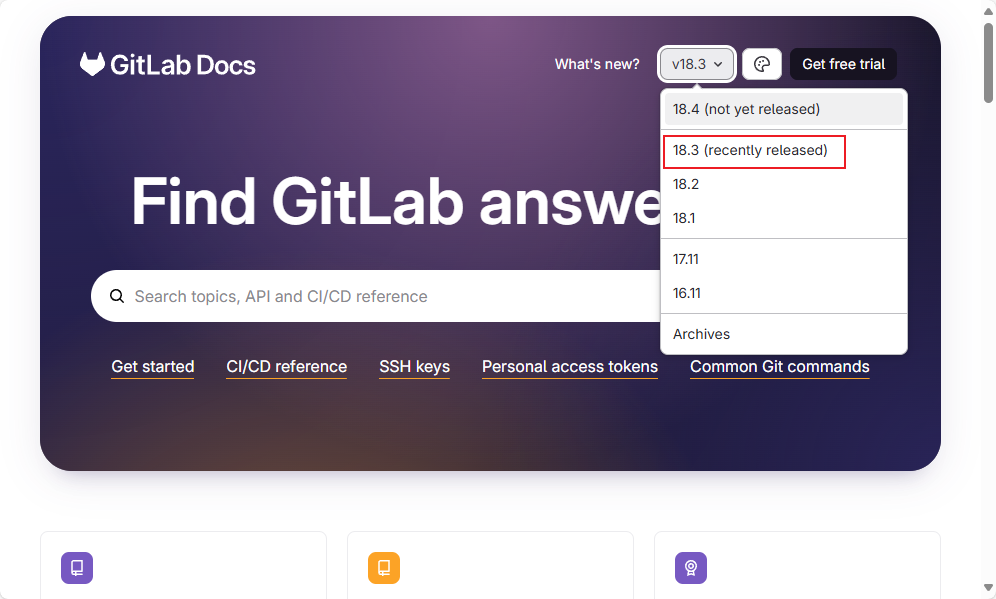 GitLab Docs
What's new?
v18.3
Get free trial
18.4 (not yet released)
18.3 (recently released)
18.2
18.1
17.11
16.11
Archives
Find GitLab answe
Search topics, API and CI/CD reference
Get started
CI/CD reference
SSH keys
Personal access tokens
Common Git commands